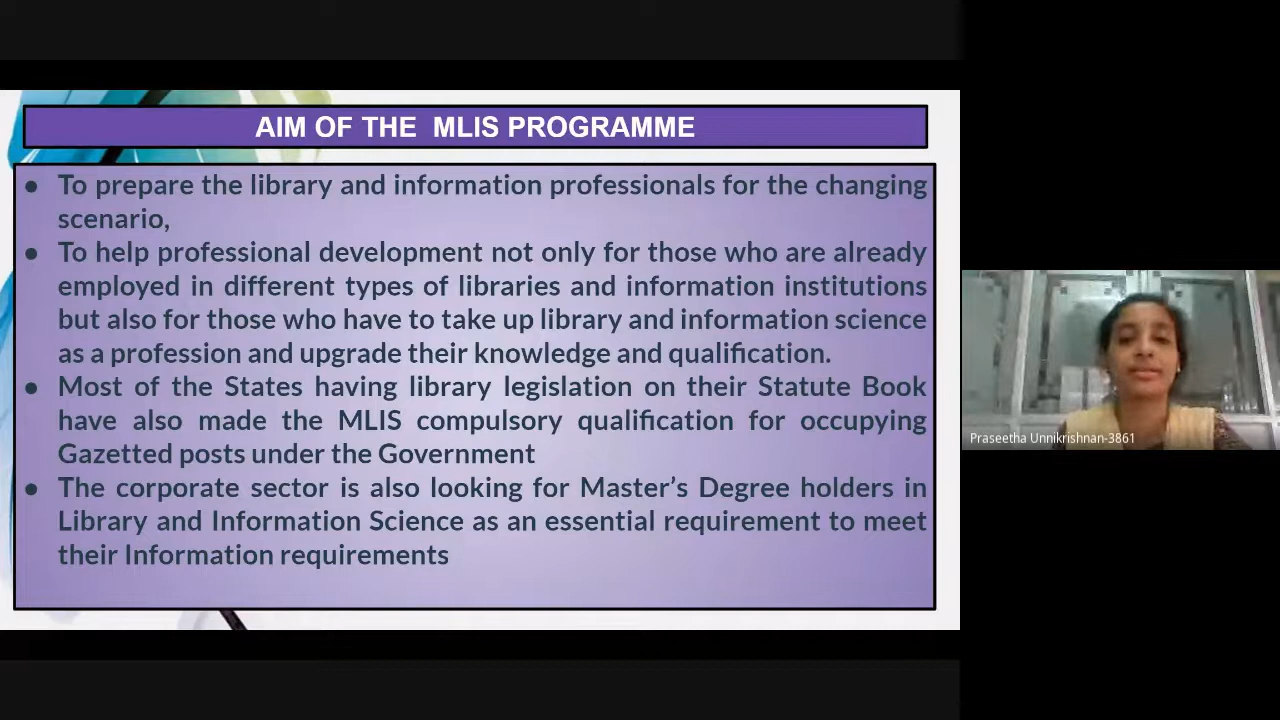 AIM OF THE MLIS PROGRAMME
● To prepare the library and information professionals for the changing
scenario,
● To help professional development not only for those who are already
employed in different types of libraries and information institutions
but also for those who have to take up library and information science
as a profession and upgrade their knowledge and qualification.
● Most of the States having library legislation on their Statute Book
have also made the MLIS compulsory qualification for occupying
Gazetted posts under the Government
● The corporate sector is also looking for Master’s Degree holders in
Library and Information Science as an essential requirement to meet
their Information requirements
Praseetha Unnikrishnan-3861